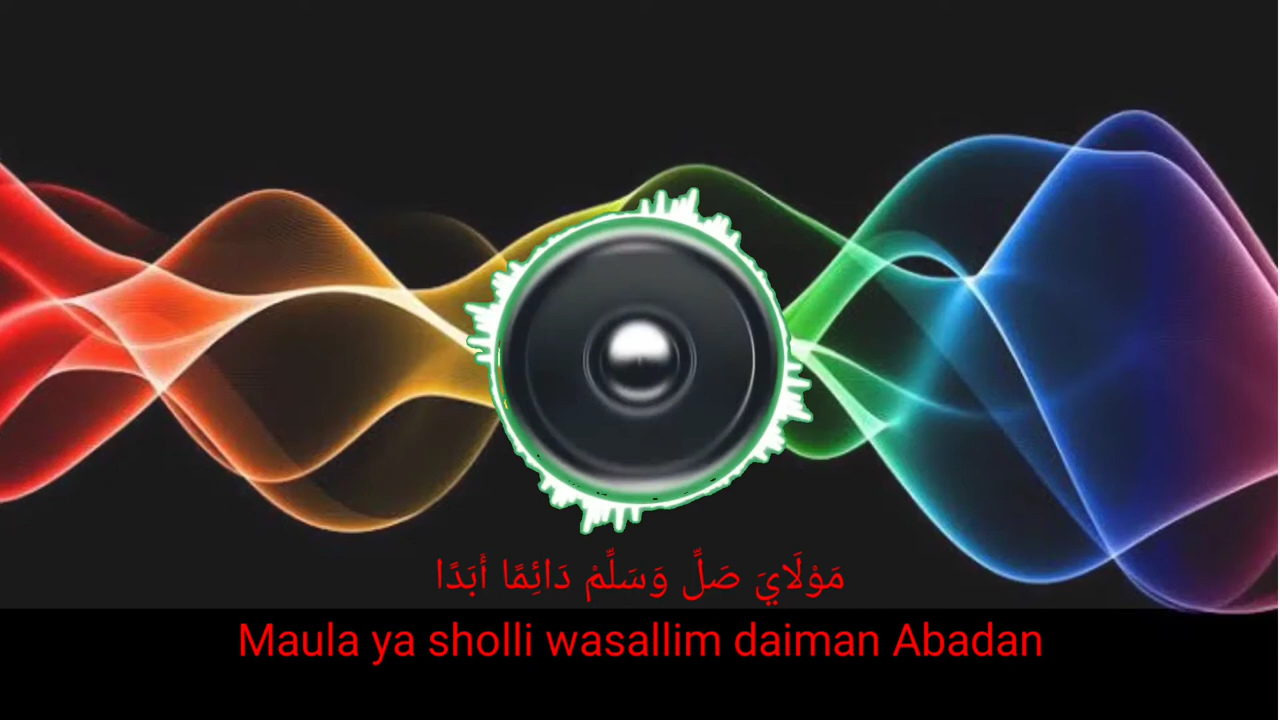 مَوْلَايَ صَلِّ وَسَلِّمْ دَائِمًا أَبَدًا
Maula ya sholli wasallim daiman Abadan